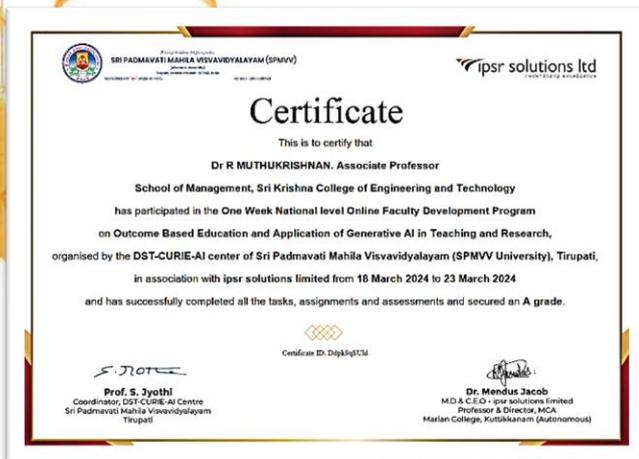 SRI PADMAVATI MAHILA VISVAVIDYALAYAM (SPMVV)
ipsr solutions ltd
redefining excellence
Certificate
This is to certify that
Dr R MUTHUKRISHNAN. Associate Professor
School of Management, Sri Krishna College of Engineering and Technology
has participated in the One Week National level Online Faculty Development Program
on Outcome Based Education and Application of Generative AI in Teaching and Research,
organised by the DST-CURIE-AI center of Sri Padmavati Mahila Visvavidyalayam (SPMVV University), Tirupati,
in association with ipsr solutions limited from 18 March 2024 to 23 March 2024
and has successfully completed all the tasks, assignments and assessments and secured an A grade.
Certificate ID:
Prof. S. Jyothi
Coordinator, DST-CURIE-AI Centre
Sri Padmavati Mahila Visvavidyalayam
Tirupati
Dr. Mendus Jacob
M.D & C.E.O - ipsr solutions limited
Professor & Director, MCA
Marian College, Kuttikkanam (Autonomous)